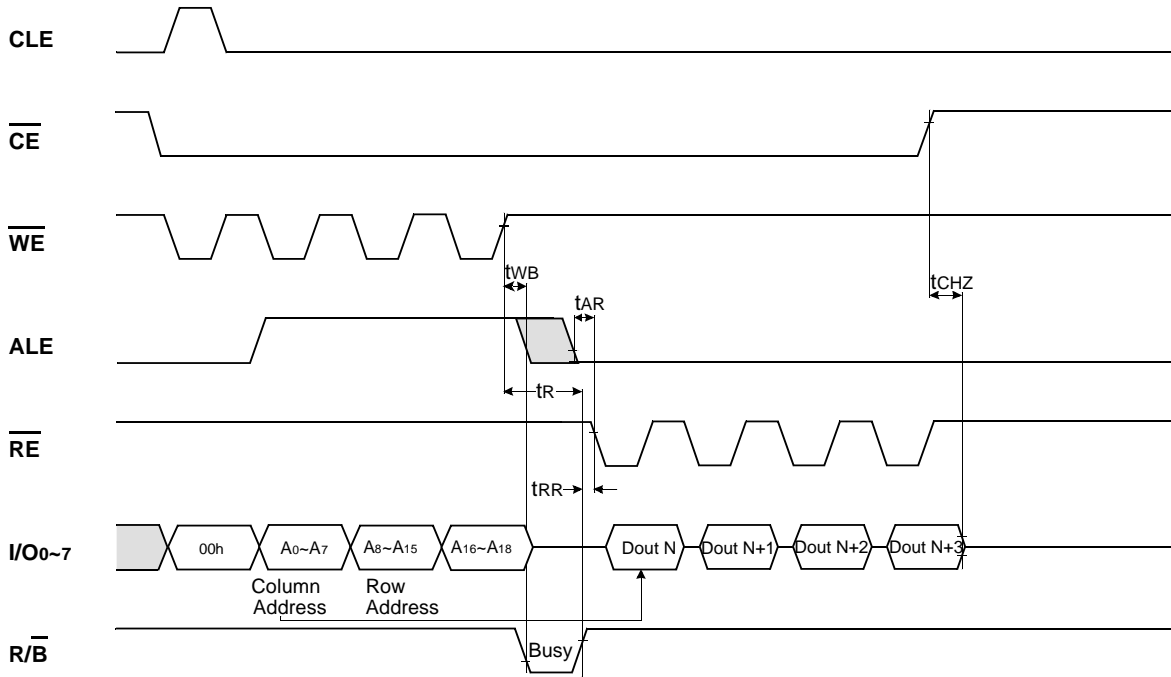 CLE
CE
WE
tWB
tAR
tCHZ
ALE
tR
RE
tRR
I/O0~7
00h
A0~A7
A8~A15
A16~A18
Dout N
Dout N+1
Dout N+2
Dout N+3
Column
Address
Row
Address
R/B
Busy